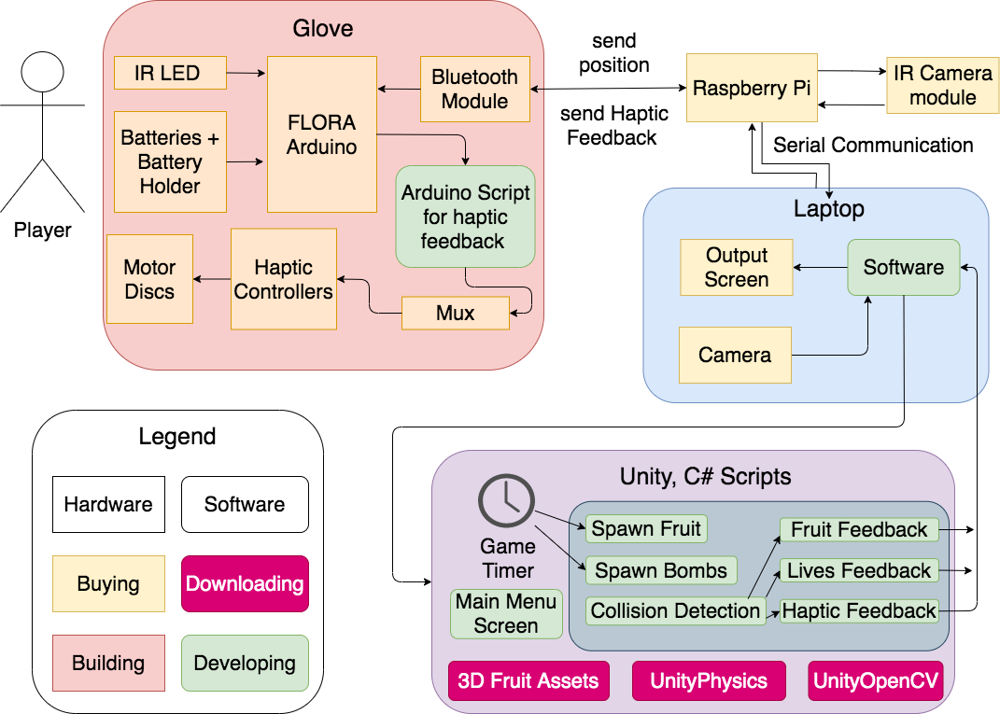 Glove
IR LED
Batteries +
Battery
Holder
FLORA
Arduino
Bluetooth
Module
Arduino Script
for haptic
feedback
Motor
Discs
Haptic
Controllers
Mux
Player
send
position
send Haptic
Feedback
Raspberry Pi
IR Camera
module
Serial Communication
Laptop
Output
Screen
Software
Camera
Legend
Hardware
Software
Buying
Downloading
Building
Developing
Unity, C# Scripts
Game
Timer
Main Menu
Screen
Spawn Fruit
Spawn Bombs
Collision Detection
Fruit Feedback
Lives Feedback
Haptic Feedback
3D Fruit Assets
UnityPhysics
UnityOpenCV